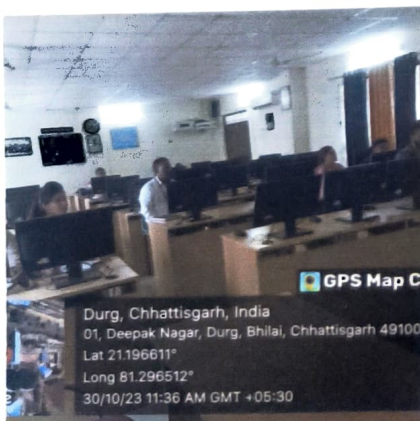 GPS Map C
Durg, Chhattisgarh, India
01, Deepak Nagar, Durg, Bhilai, Chhattisgarh 49100
Lat 21.196611°
Long 81.296512°
30/10/23 11:36 AM GMT +05:30